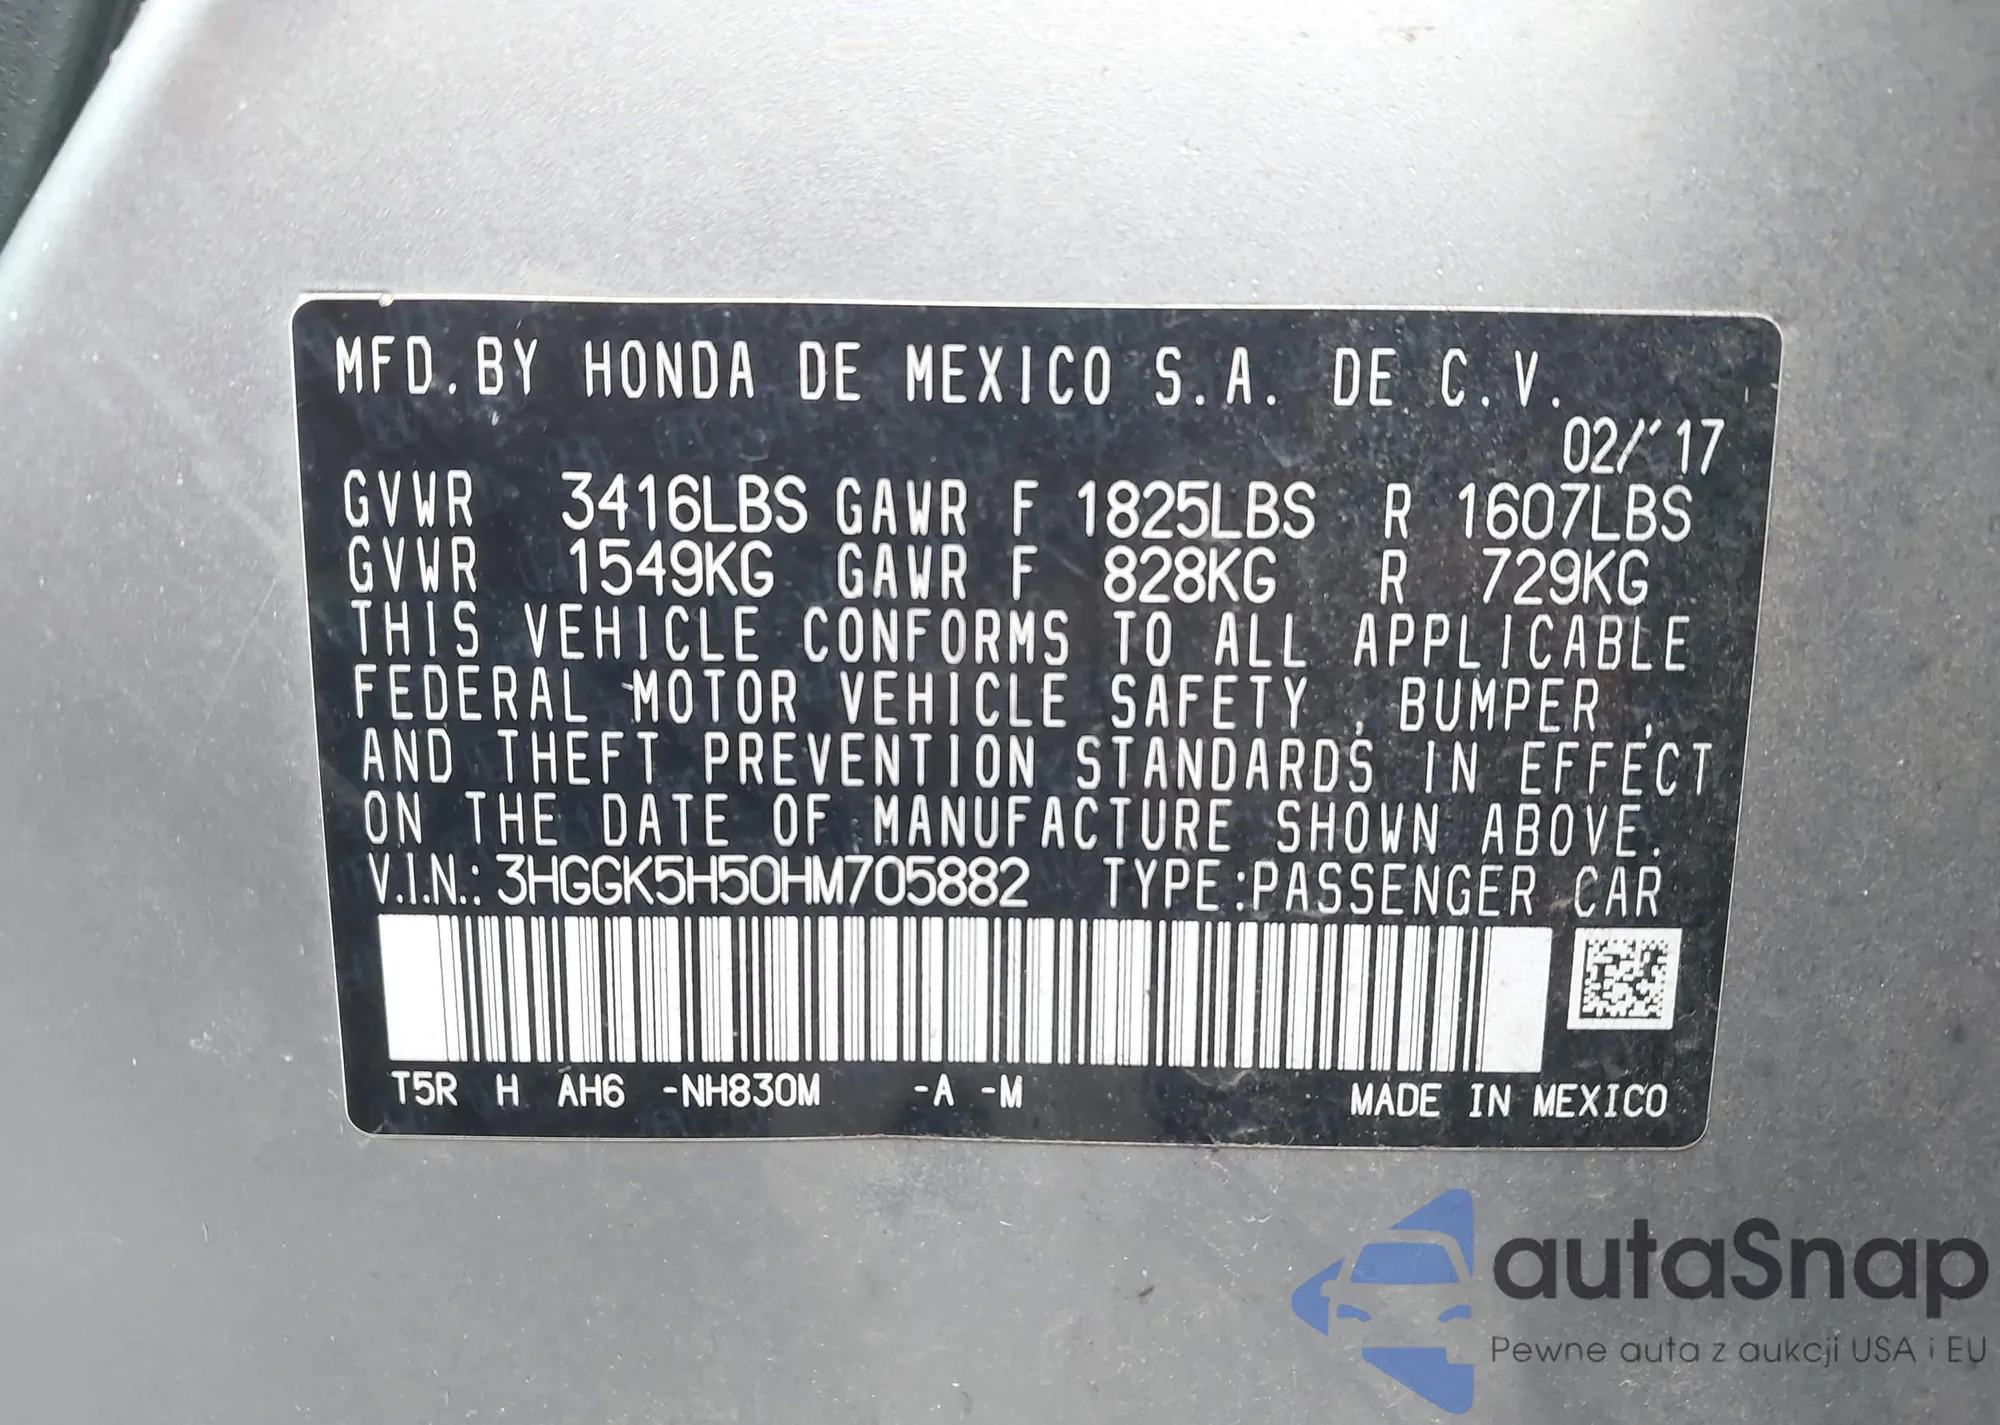 MFD. BY HONDA DE MEXICO S.A. DE C.V.
02/'17
GVWR 3416LBS GAWR F 1825LBS R 1607LBS
GVWR 1549KG GAWR F 828KG R 729KG
THIS VEHICLE CONFORMS TO ALL APPLICABLE
FEDERAL MOTOR VEHICLE SAFETY, BUMPER,
AND THEFT PREVENTION STANDARDS IN EFFECT
ON THE DATE OF MANUFACTURE SHOWN ABOVE.
V.I.N.: 3HGGK5H50HM705882 TYPE:PASSENGER CAR
T5R H AH6 -NH830M -A -M MADE IN MEXICO
autaSnap
Pewne auta z aukcji USA i EU